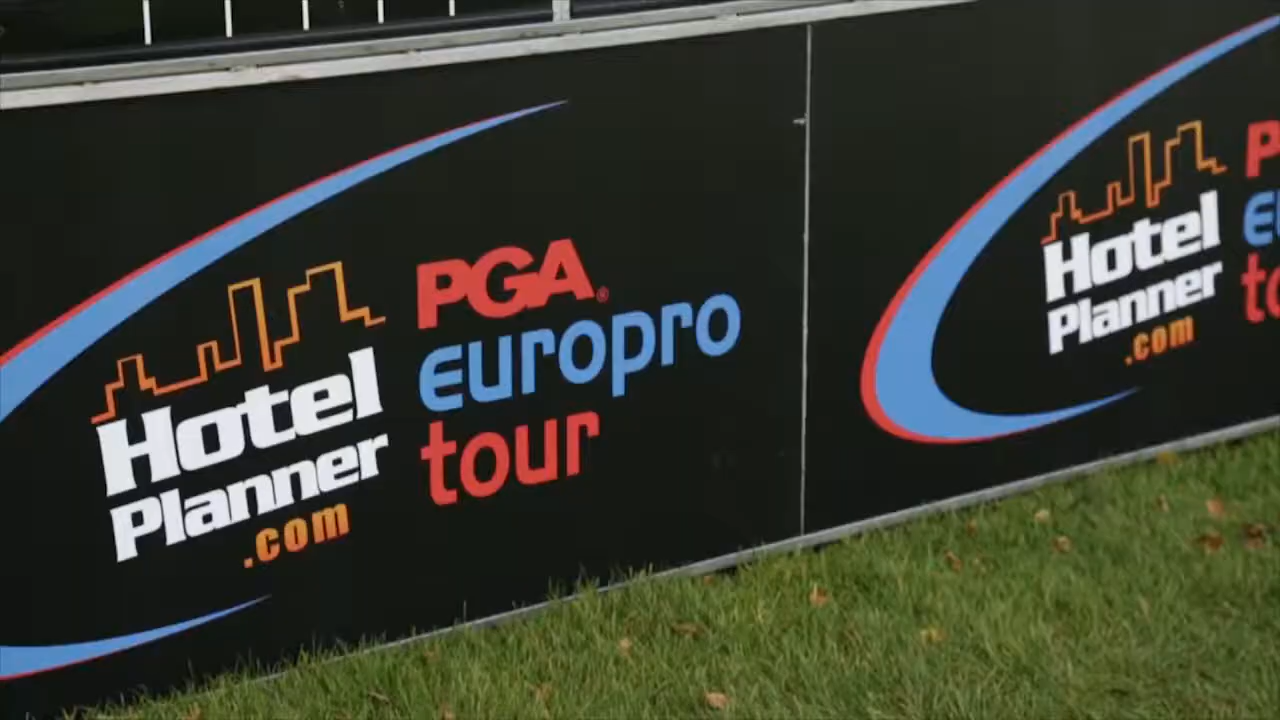 Hotel
Planner
.com
PGA®
europro
tour
Hotel
Planner
.com